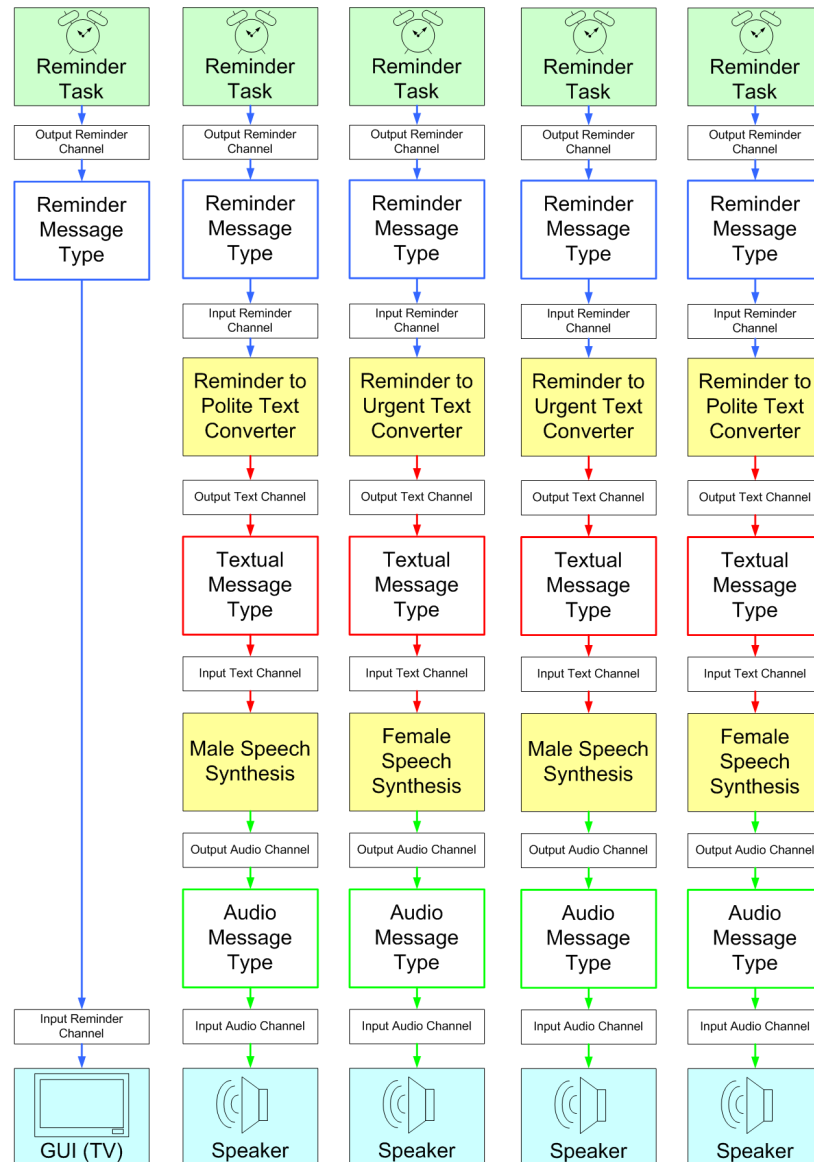 Reminder
Task
Output Reminder
Channel
Reminder
Message
Type
Input Reminder
Channel
GUI (TV)
Reminder
Task
Output Reminder
Channel
Reminder
Message
Type
Input Reminder
Channel
Reminder to
Polite Text
Converter
Output Text Channel
Textual
Message
Type
Input Text Channel
Male Speech
Synthesis
Output Audio Channel
Audio
Message
Type
Input Audio Channel
Speaker
Reminder
Task
Output Reminder
Channel
Reminder
Message
Type
Input Reminder
Channel
Reminder to
Urgent Text
Converter
Output Text Channel
Textual
Message
Type
Input Text Channel
Female
Speech
Synthesis
Output Audio Channel
Audio
Message
Type
Input Audio Channel
Speaker
Reminder
Task
Output Reminder
Channel
Reminder
Message
Type
Input Reminder
Channel
Reminder to
Urgent Text
Converter
Output Text Channel
Textual
Message
Type
Input Text Channel
Male Speech
Synthesis
Output Audio Channel
Audio
Message
Type
Input Audio Channel
Speaker
Reminder
Task
Output Reminder
Channel
Reminder
Message
Type
Input Reminder
Channel
Reminder to
Polite Text
Converter
Output Text Channel
Textual
Message
Type
Input Text Channel
Female
Speech
Synthesis
Output Audio Channel
Audio
Message
Type
Input Audio Channel
Speaker